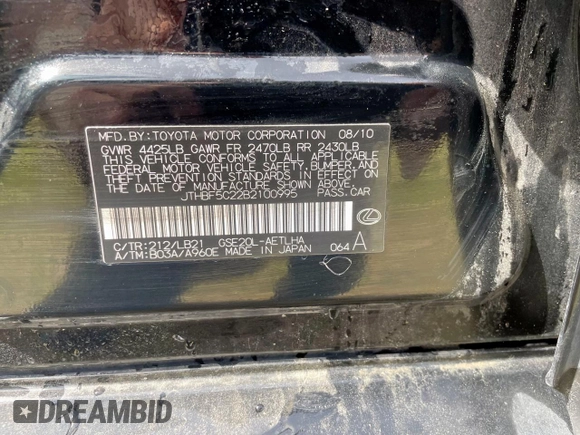 MFD. BY: TOYOTA MOTOR CORPORATION 08/10
GVWR 4425LB GAWR FR 2470LB RR 2430LB
THIS VEHICLE CONFORMS TO ALL APPLICABLE
FEDERAL MOTOR VEHICLE SAFETY, BUMPER, AND
THEFT PREVENTION STANDARDS IN EFFECT ON
THE DATE OF MANUFACTURE SHOWN ABOVE.
JTHBF5C22B2100995 PASS. CAR
C/TR: 212/LB21 GSE20L-AETLHA
A/TM: B03A/A960E MADE IN JAPAN 064 A
DREAMBID